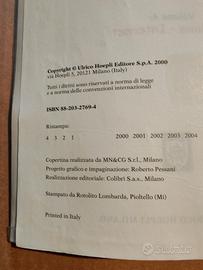 Copyright © Ulrico Hoepli Editore S.p.A. 2000
via Hoepli 5, 20121 Milano (Italy)
Tutti i diritti sono riservati a norma di legge
e a norma delle convenzioni internazionali
ISBN 88-203-2769-4
Ristampa:
4 3 2 1 2000 2001 2002 2003 2004
Copertina realizzata da MN&CG S.r.l., Milano
Progetto grafico e impaginazione: Roberto Pessani
Realizzazione editoriale: Colibrì S.a.s., Milano
Stampato da Rotolito Lombarda, Pioltello (Mi)
Printed in Italy
subito